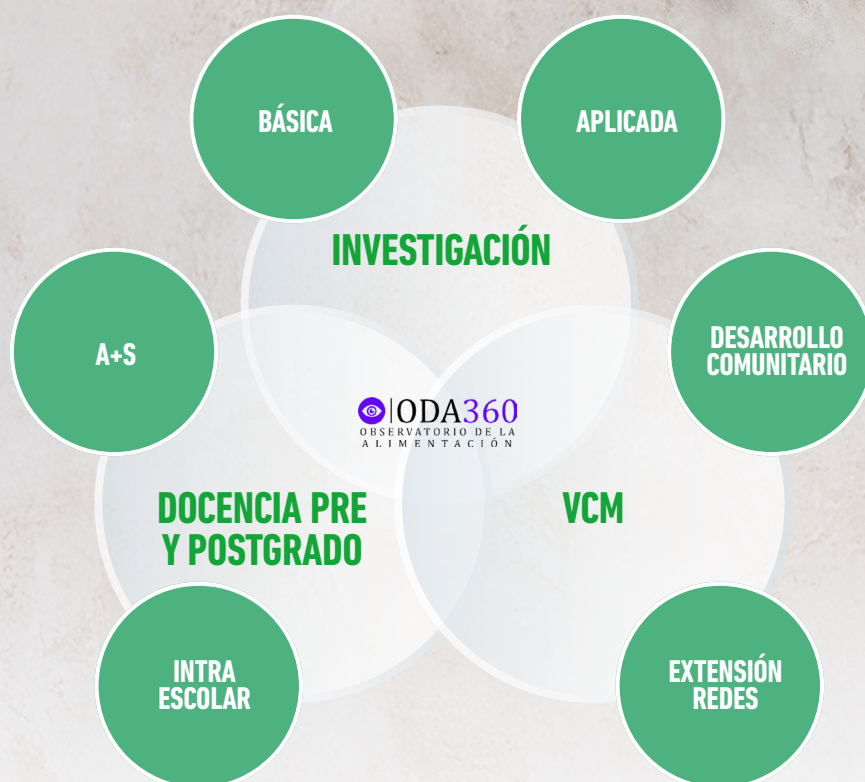 BÁSICA
APLICADA
INVESTIGACIÓN
A+S
DESARROLLO
COMUNITARIO
ODA360
OBSERVATORIO DE LA
ALIMENTACIÓN
DOCENCIA PRE
Y POSTGRADO
VCM
INTRA
ESCOLAR
EXTENSIÓN
REDES